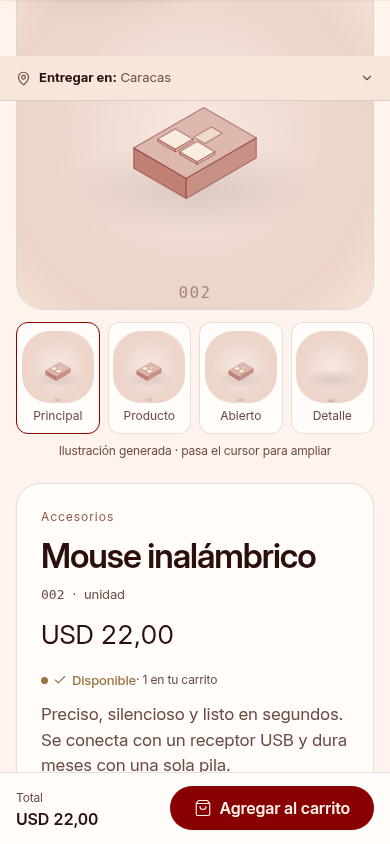 Entregar en: Caracas
002
Principal
Producto
Abierto
Detalle
Ilustración generada · pasa el cursor para ampliar
Accesorios
Mouse inalámbrico
002 · unidad
USD 22,00
Disponible · 1 en tu carrito
Preciso, silencioso y listo en segundos.
Se conecta con un receptor USB y dura
meses con una sola pila.
Total
USD 22,00
Agregar al carrito